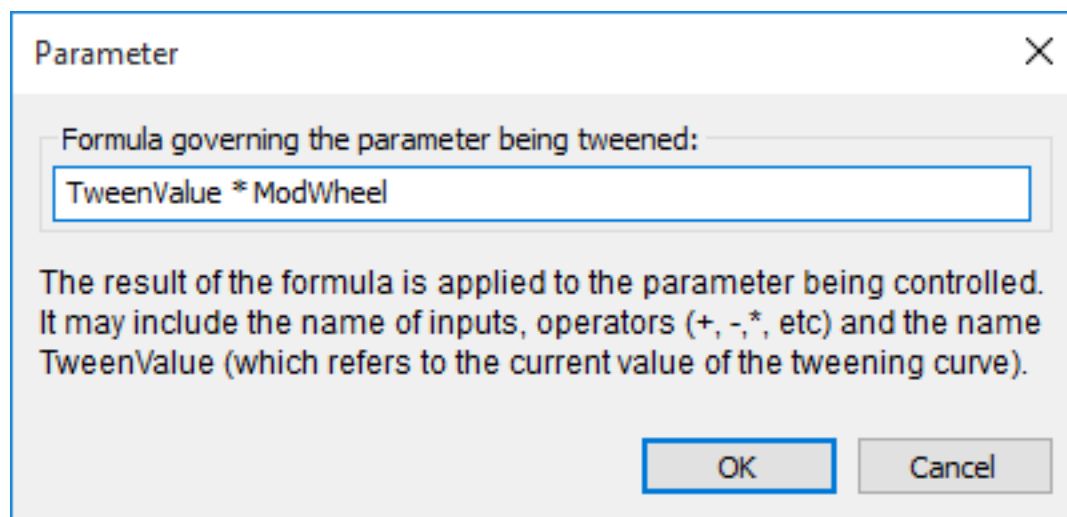 Parameter
Formula governing the parameter being tweened:
TweenValue * ModWheel
The result of the formula is applied to the parameter being controlled.
It may include the name of inputs, operators (+, -,*, etc) and the name
TweenValue (which refers to the current value of the tweening curve).
OK Cancel